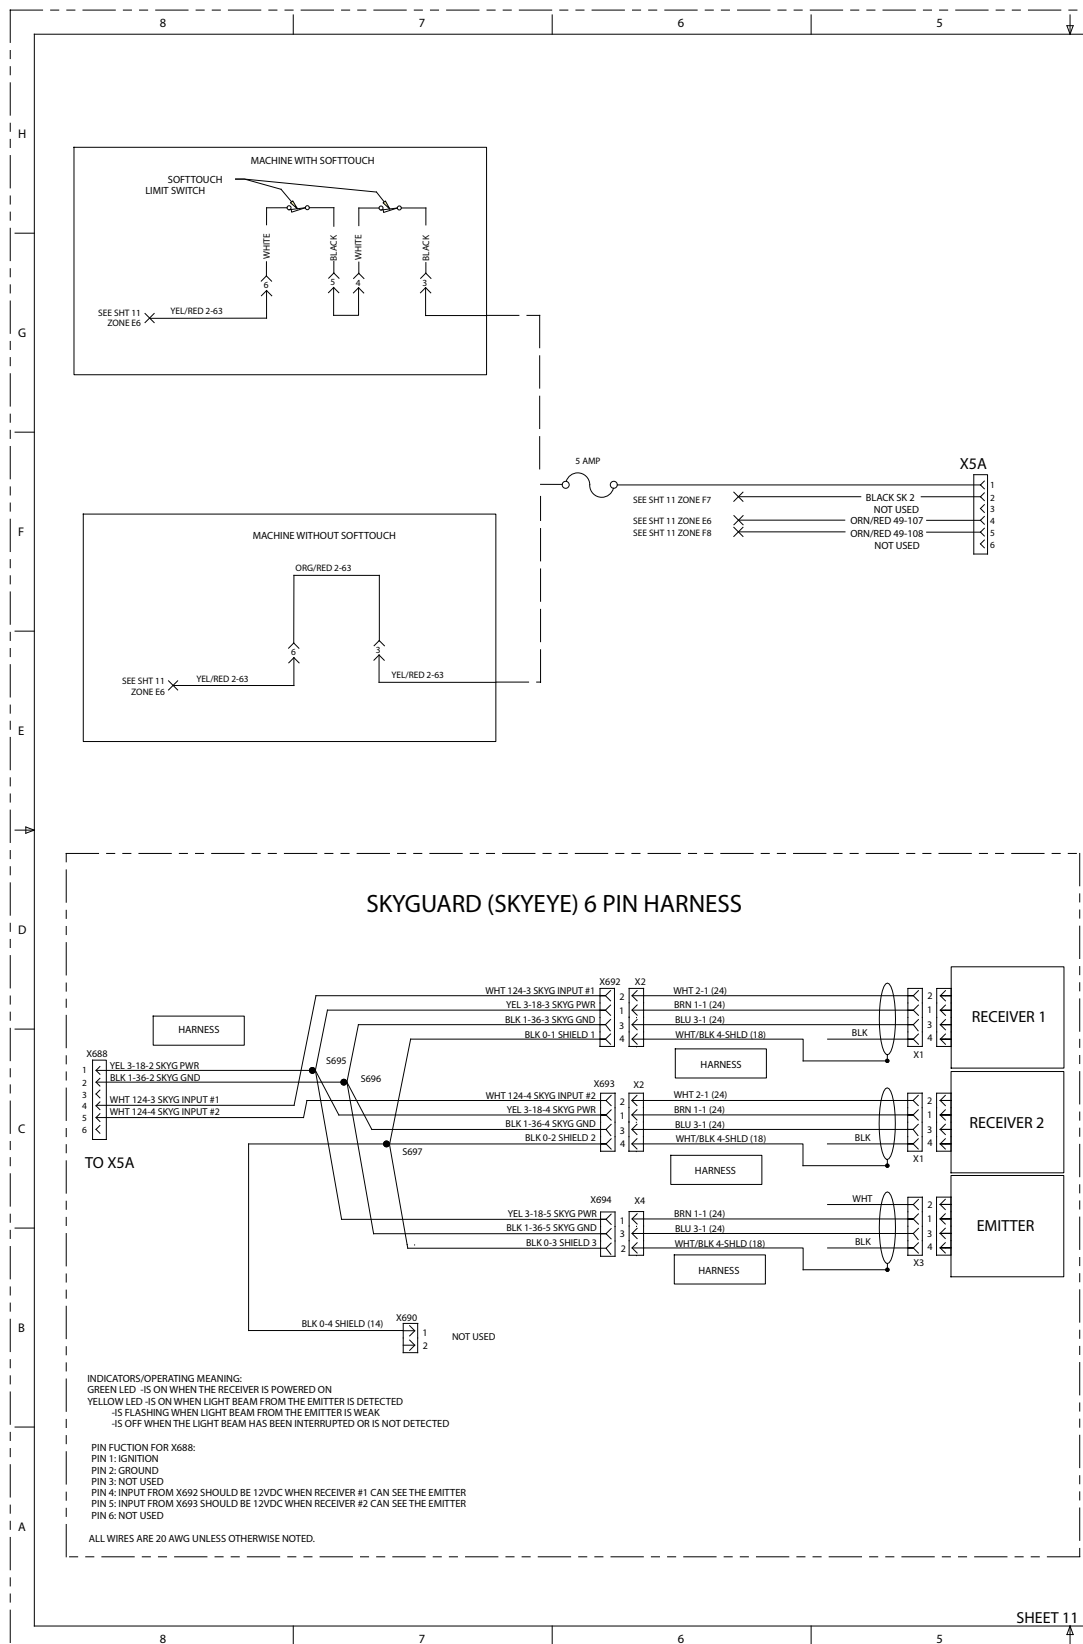 8 7 6 5
H
MACHINE WITH SOFTTOUCH
SOFTTOUCH
LIMIT SWITCH
WHITE BLACK WHITE BLACK
6 5 4 3
SEE SHT 11
ZONE E6
YEL/RED 2-63
G
5 AMP
X5A
1
SEE SHT 11 ZONE F7 BLACK SK 2 2
NOT USED 3
SEE SHT 11 ZONE E6 ORN/RED 49-107 4
SEE SHT 11 ZONE F8 ORN/RED 49-108 5
NOT USED 6
F
MACHINE WITHOUT SOFTTOUCH
ORG/RED 2-63
6 3
SEE SHT 11
ZONE E6
YEL/RED 2-63
YEL/RED 2-63
E
SKYGUARD (SKYEYE) 6 PIN HARNESS
D
X692 X2
WHT 124-3 SKYG INPUT #1 2 WHT 2-1 (24) 2
YEL 3-18-3 SKYG PWR 1 BRN 1-1 (24) 1
BLK 1-36-3 SKYG GND 3 BLU 3-1 (24) 3
BLK 0-1 SHIELD 1 4 WHT/BLK 4-SHLD (18) BLK 4
X1
RECEIVER 1
HARNESS
HARNESS
X688
1 YEL 3-18-2 SKYG PWR
2 BLK 1-36-2 SKYG GND
3
4 WHT 124-3 SKYG INPUT #1
5 WHT 124-4 SKYG INPUT #2
6
TO X5A
S695
S696
S697
C
X693 X2
WHT 124-4 SKYG INPUT #2 2 WHT 2-1 (24) 2
YEL 3-18-4 SKYG PWR 1 BRN 1-1 (24) 1
BLK 1-36-4 SKYG GND 3 BLU 3-1 (24) 3
BLK 0-2 SHIELD 2 4 WHT/BLK 4-SHLD (18) BLK 4
X1
RECEIVER 2
HARNESS
X694 X4
WHT 2
YEL 3-18-5 SKYG PWR 1 BRN 1-1 (24) 1
BLK 1-36-5 SKYG GND 3 BLU 3-1 (24) 3
BLK 0-3 SHIELD 3 2 WHT/BLK 4-SHLD (18) BLK 4
X3
EMITTER
HARNESS
B
X690
BLK 0-4 SHIELD (14) 1
2
NOT USED
INDICATORS/OPERATING MEANING:
GREEN LED -IS ON WHEN THE RECEIVER IS POWERED ON
YELLOW LED -IS ON WHEN LIGHT BEAM FROM THE EMITTER IS DETECTED
-IS FLASHING WHEN LIGHT BEAM FROM THE EMITTER IS WEAK
-IS OFF WHEN THE LIGHT BEAM HAS BEEN INTERRUPTED OR IS NOT DETECTED
PIN FUCTION FOR X688:
PIN 1: IGNITION
PIN 2: GROUND
PIN 3: NOT USED
PIN 4: INPUT FROM X692 SHOULD BE 12VDC WHEN RECEIVER #1 CAN SEE THE EMITTER
PIN 5: INPUT FROM X693 SHOULD BE 12VDC WHEN RECEIVER #2 CAN SEE THE EMITTER
PIN 6: NOT USED
A
ALL WIRES ARE 20 AWG UNLESS OTHERWISE NOTED.
SHEET 11
8 7 6 5